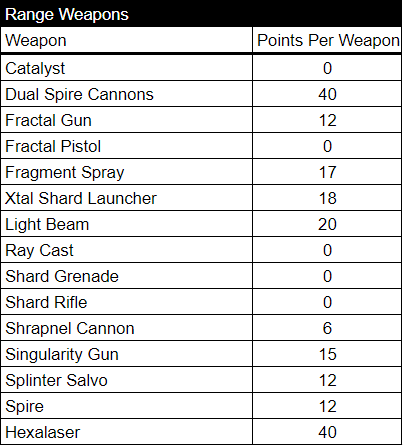 Range Weapons
Weapon Points Per Weapon
Catalyst 0
Dual Spire Cannons 40
Fractal Gun 12
Fractal Pistol 0
Fragment Spray 17
Xtal Shard Launcher 18
Light Beam 20
Ray Cast 0
Shard Grenade 0
Shard Rifle 0
Shrapnel Cannon 6
Singularity Gun 15
Splinter Salvo 12
Spire 12
Hexalaser 40